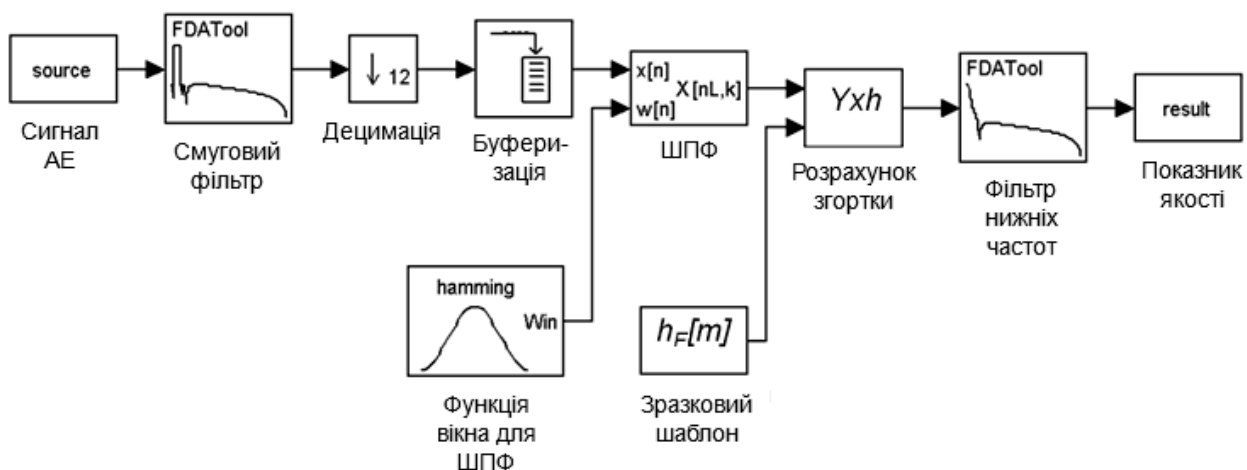 FDATool
source
Сигнал
АЕ
Смуговий
фільтр
↓ 12
Децимація
Буфери-
зація
x[n]
X[nL,k]
w[n]
ШПФ
Yxh
Розрахунок
згортки
FDATool
Фільтр
нижніх
частот
result
Показник
якості
hamming
Win
Функція
вікна для
ШПФ
h_F[m]
Зразковий
шаблон